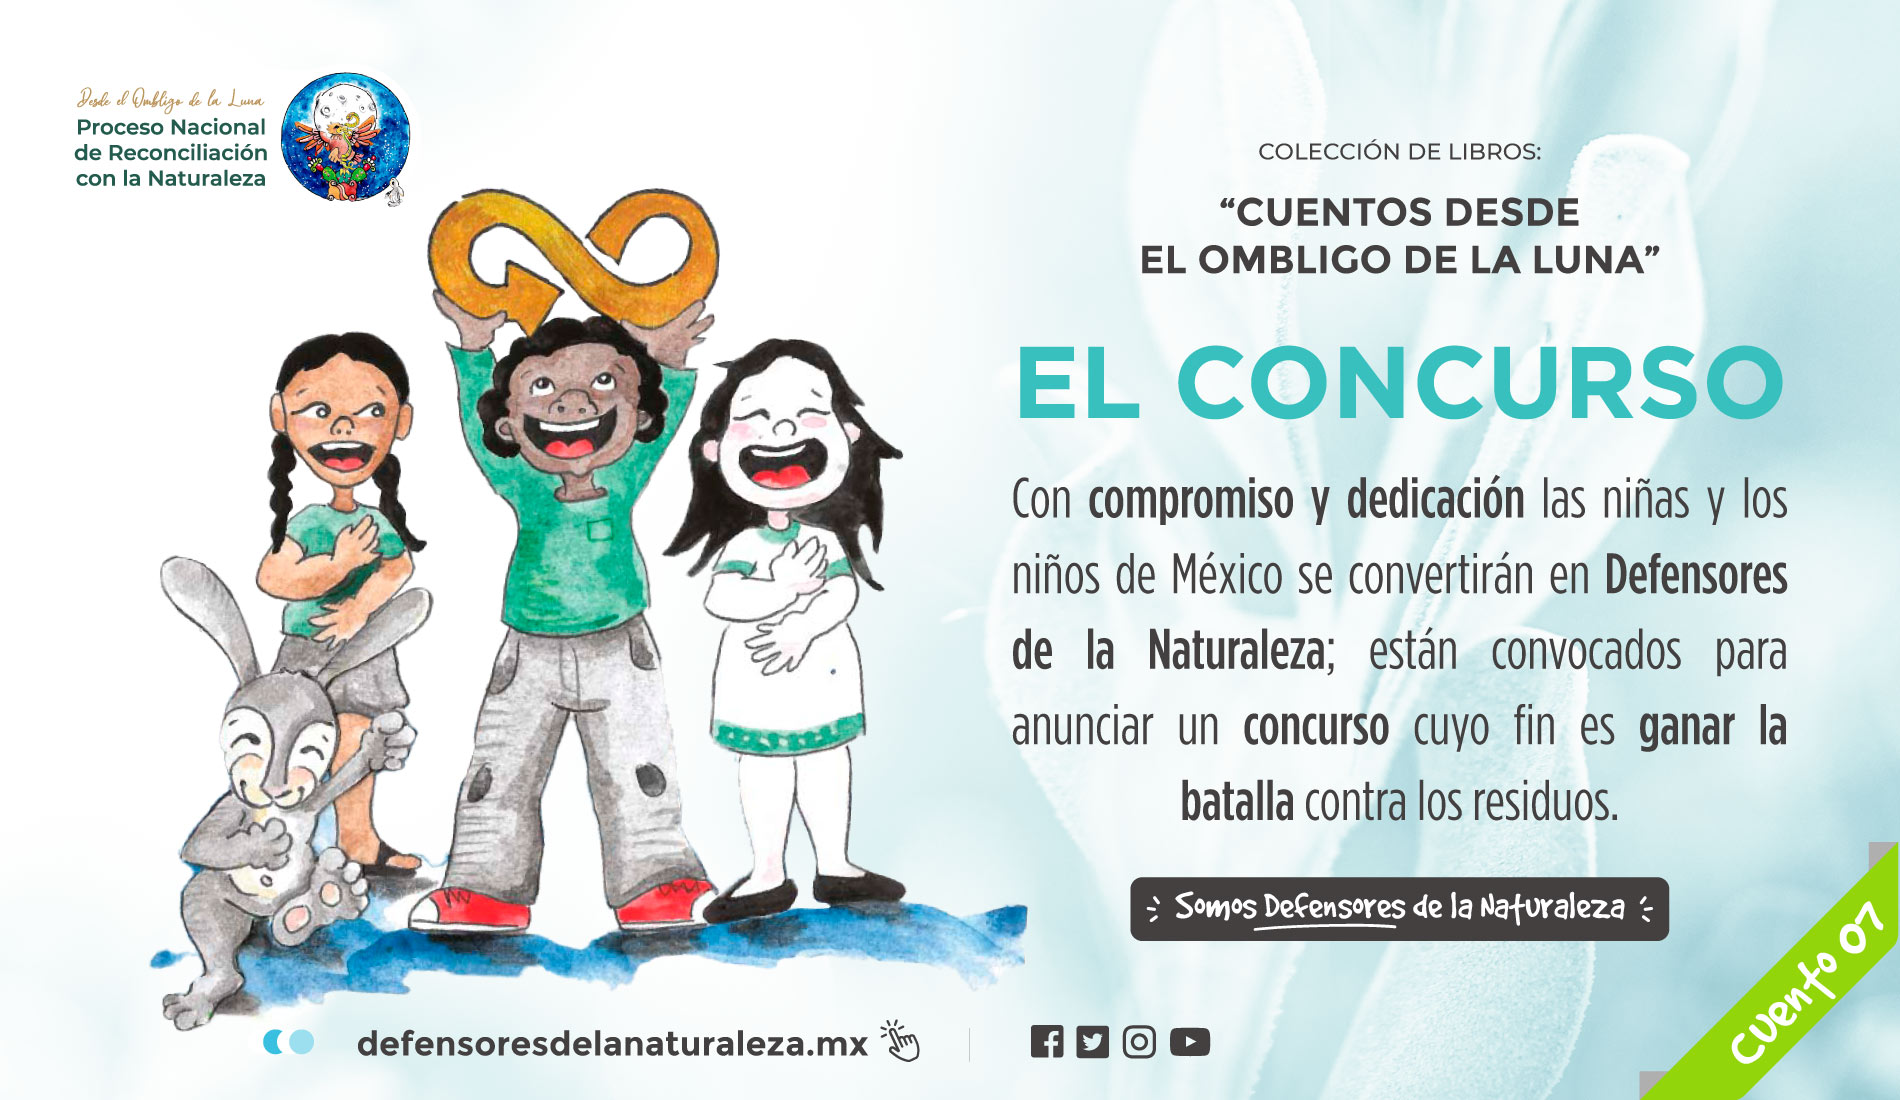 Desde el Ombligo de la Luna
Proceso Nacional
de Reconciliación
con la Naturaleza
COLECCIÓN DE LIBROS:
“CUENTOS DESDE
EL OMBLIGO DE LA LUNA”
EL CONCURSO
Con compromiso y dedicación las niñas y los
niños de México se convertirán en Defensores
de la Naturaleza; están convocados para
anunciar un concurso cuyo fin es ganar la
batalla contra los residuos.
Somos Defensores de la Naturaleza
Cuento 07
defensoresdelanaturaleza.mx